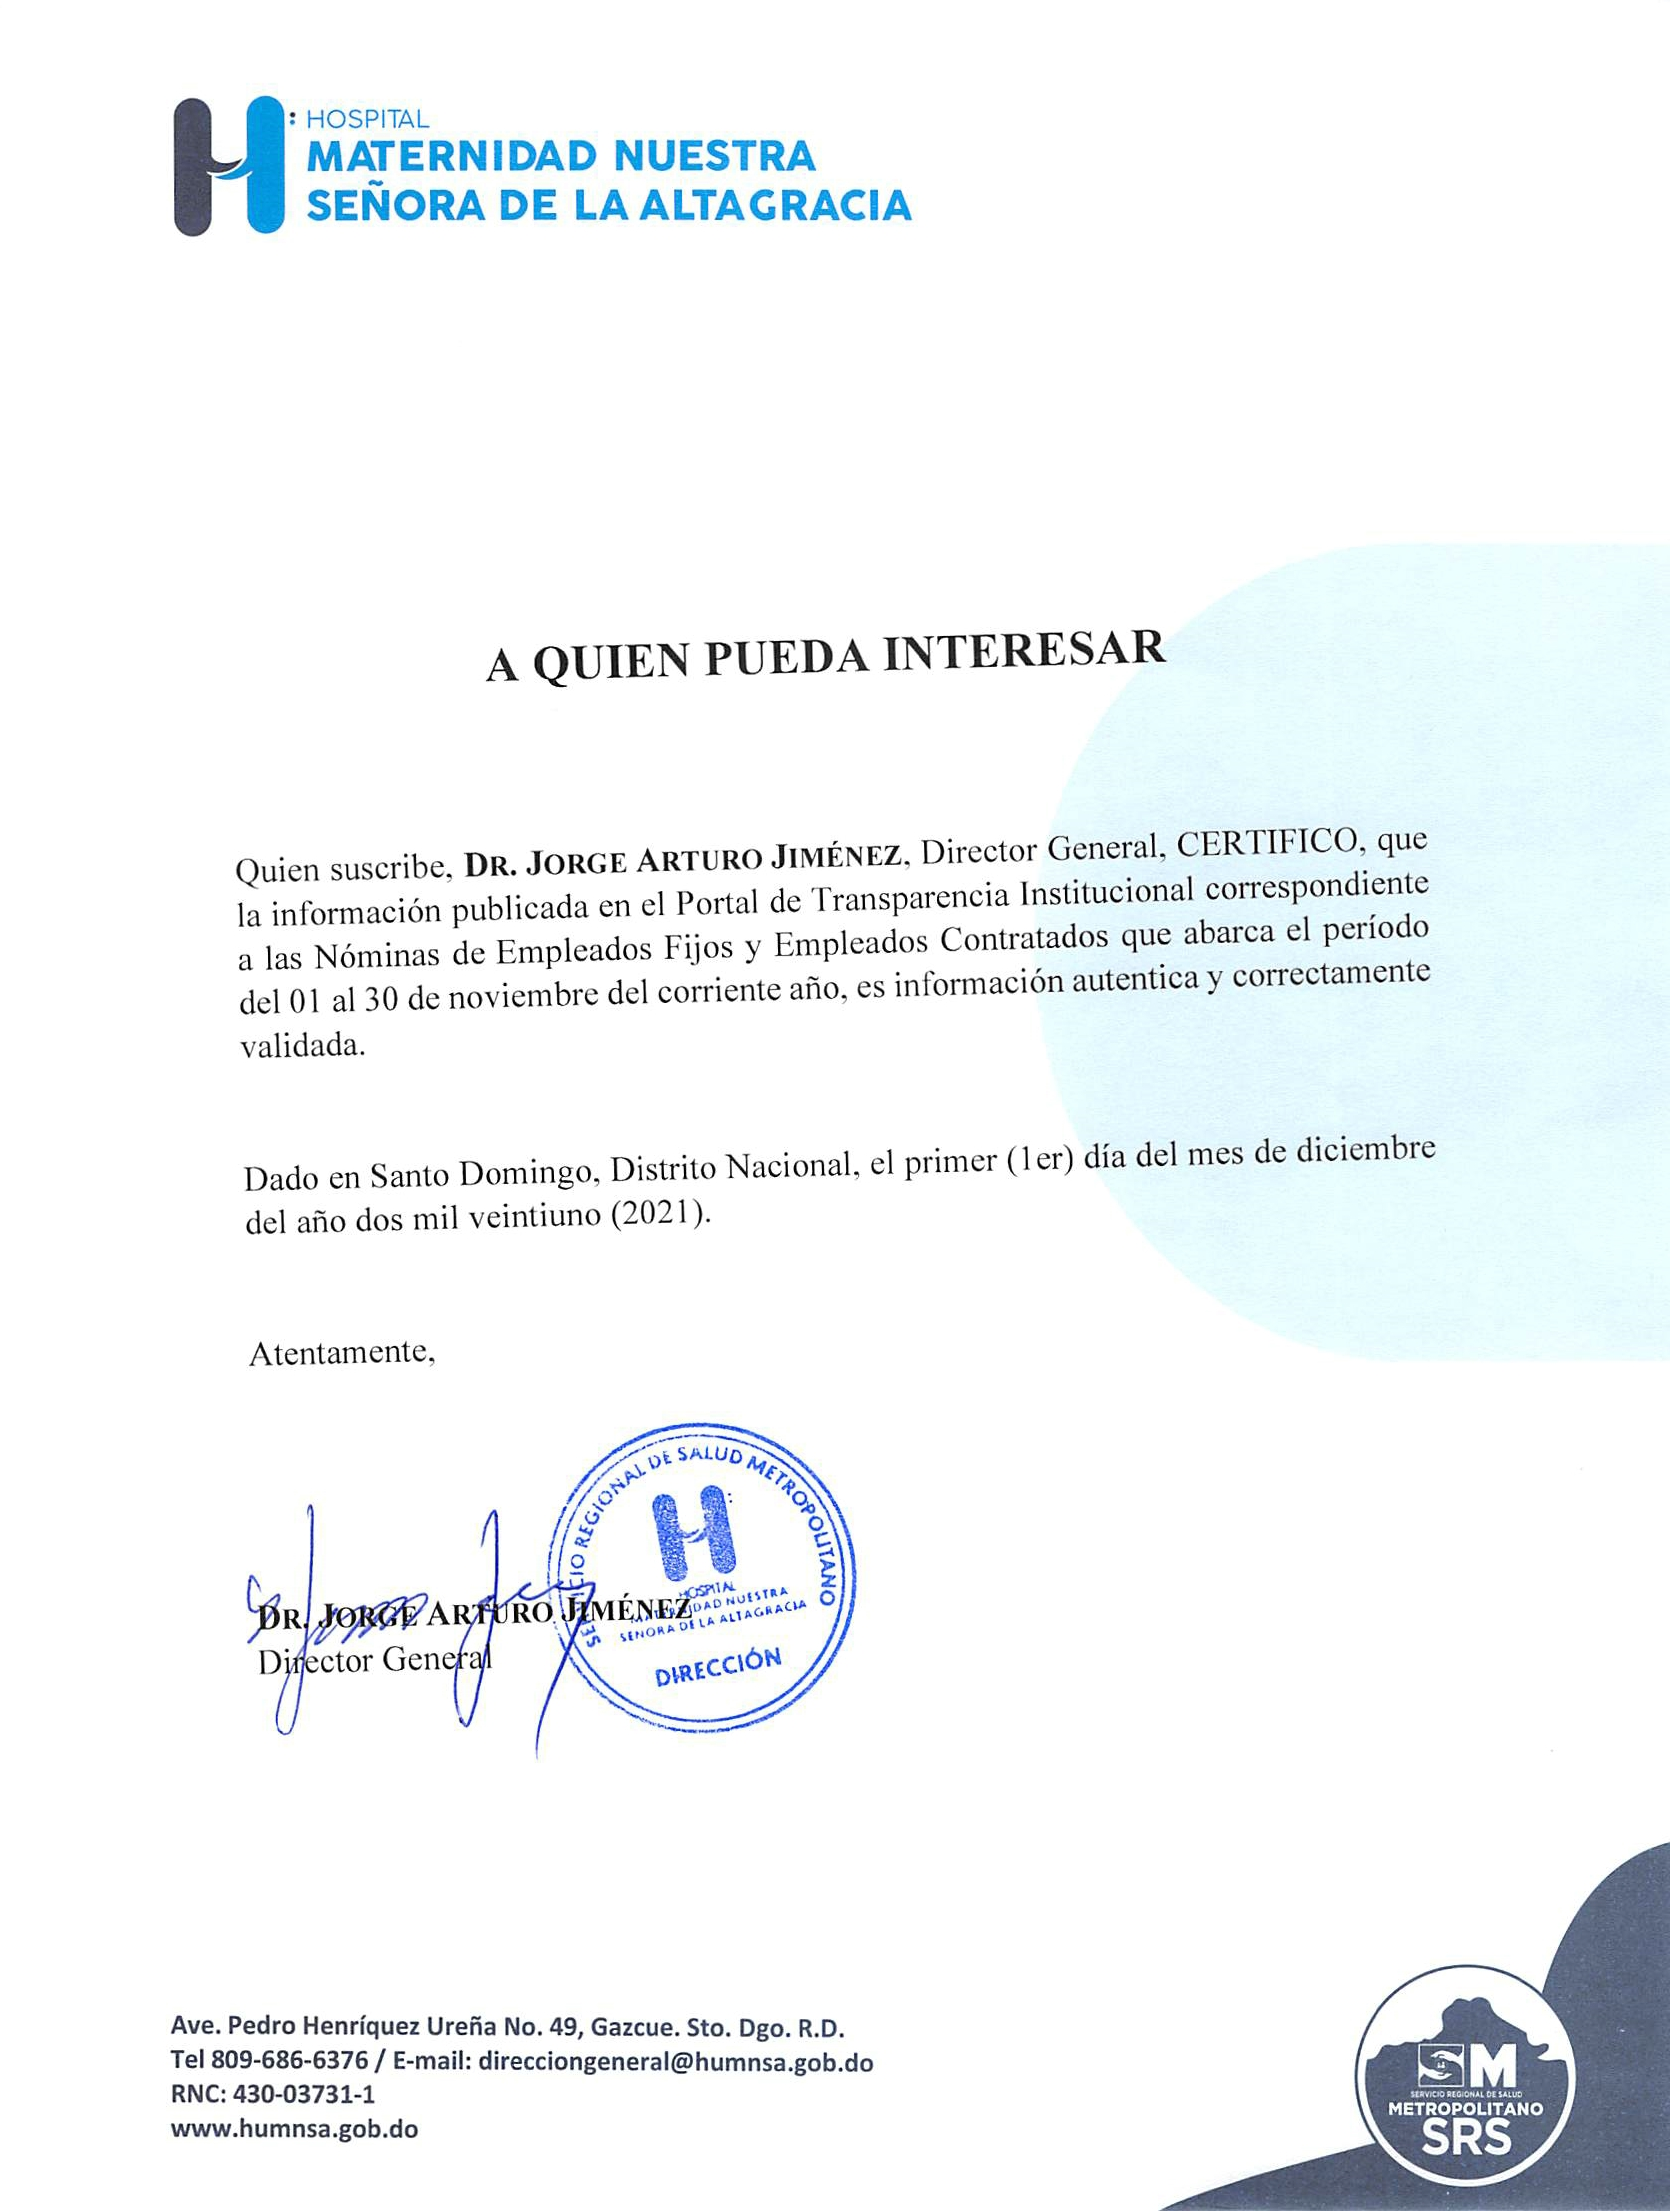 HOSPITAL
MATERNIDAD NUESTRA
SEÑORA DE LA ALTAGRACIA
A QUIEN PUEDA INTERESAR
Quien suscribe, DR. JORGE ARTURO JIMÉNEZ, Director General, CERTIFICO, que
la información publicada en el Portal de Transparencia Institucional correspondiente
a las Nóminas de Empleados Fijos y Empleados Contratados que abarca el período
del 01 al 30 de noviembre del corriente año, es información autentica y correctamente
validada.
Dado en Santo Domingo, Distrito Nacional, el primer (1er) día del mes de diciembre
del año dos mil veintiuno (2021).
Atentamente,
DR. JORGE ARTURO JIMÉNEZ
Director General
REGIONAL DE SALUD METROPOLITANO
HOSPITAL
NUESTRA
SEÑORA DE LA ALTAGRACIA
DIRECCIÓN
Ave. Pedro Henríquez Ureña No. 49, Gazcue. Sto. Dgo. R.D.
Tel 809-686-6376 / E-mail: direcciongeneral@humnsa.gob.do
RNC: 430-03731-1
www.humnsa.gob.do
SM
SERVICIO REGIONAL DE SALUD
METROPOLITANO
SRS